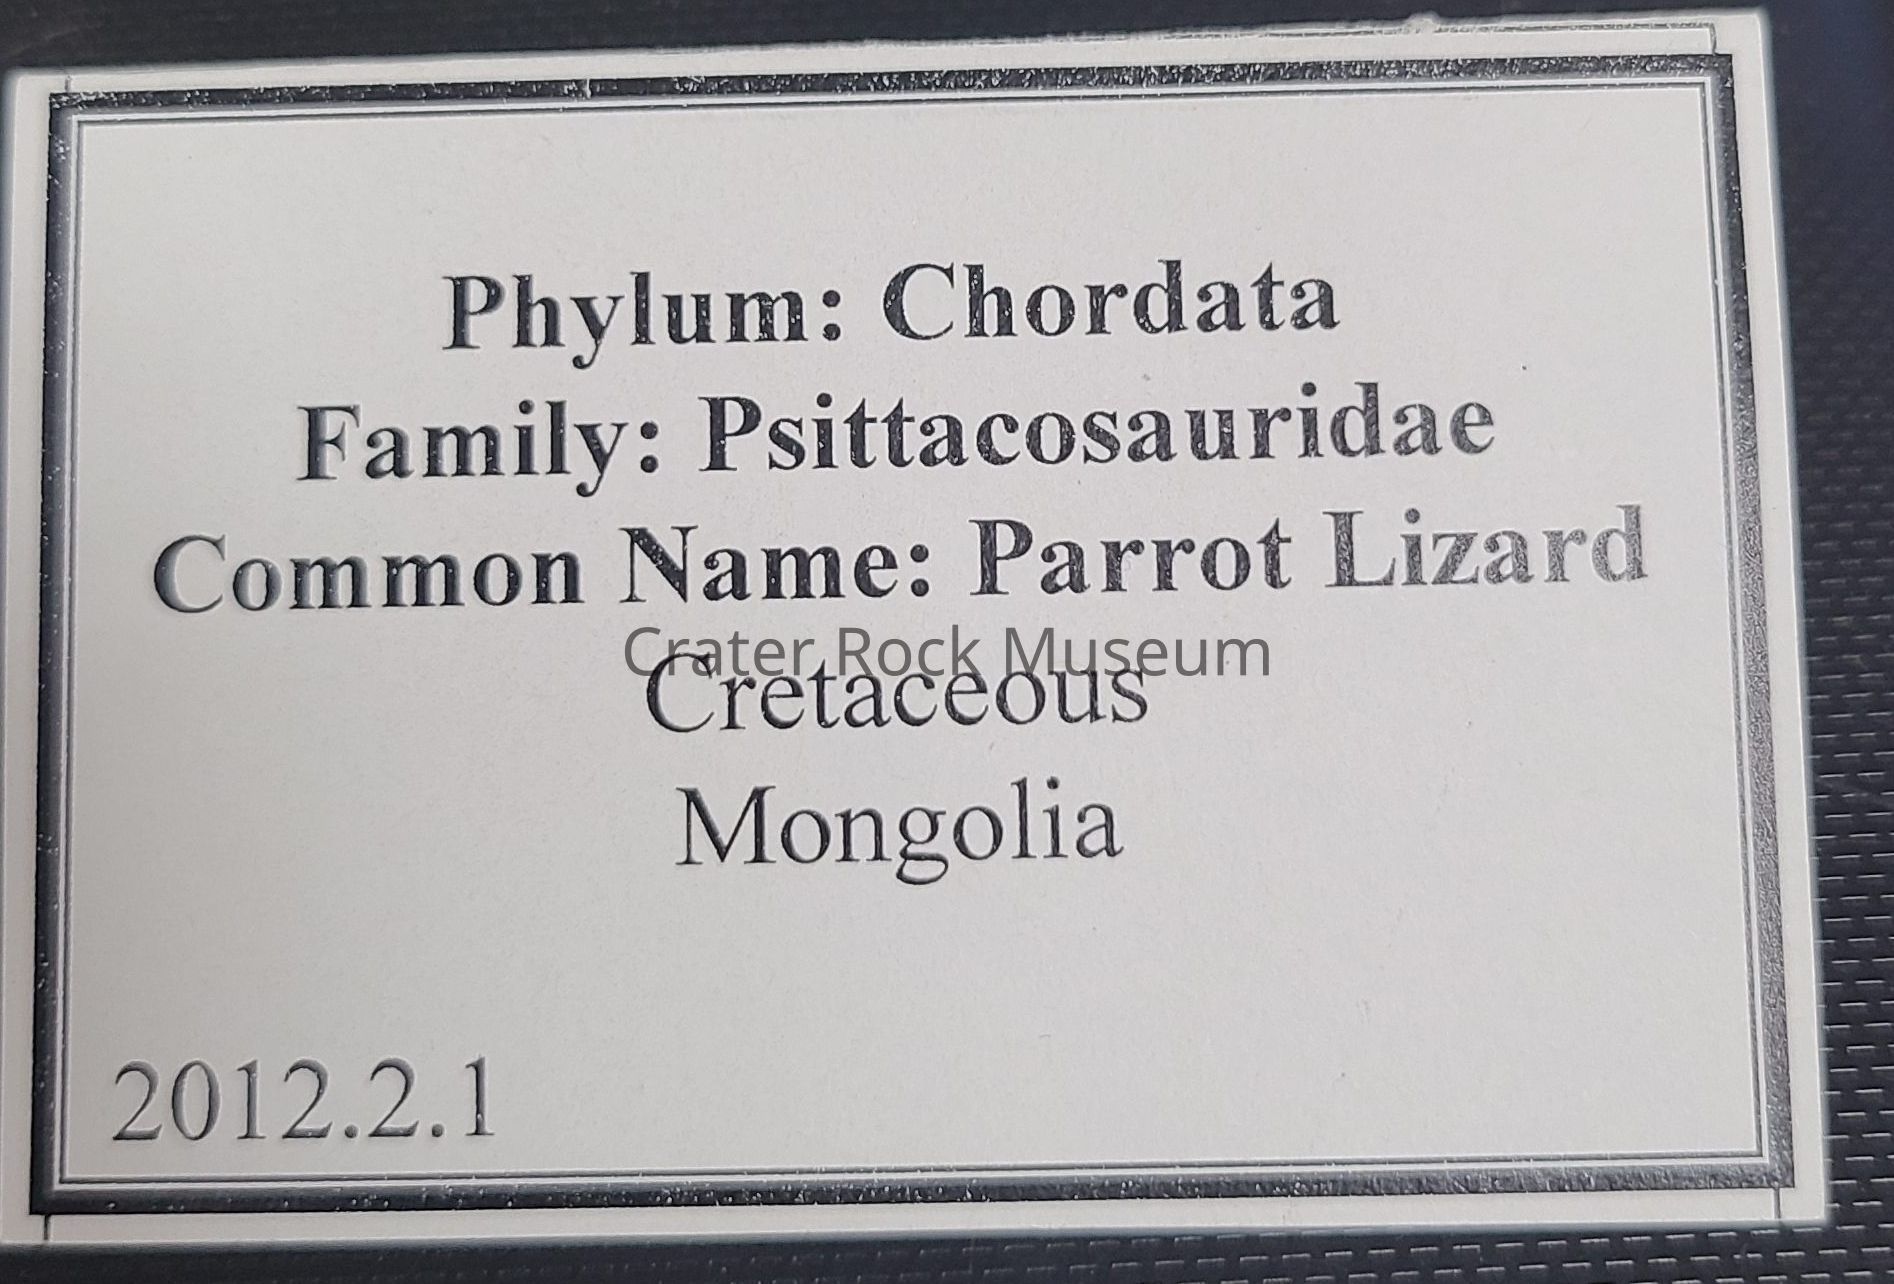 Phylum: Chordata
Family: Psittacosauridae
Common Name: Parrot Lizard
Crater Rock Museum
Cretaceous
Mongolia
2012.2.1